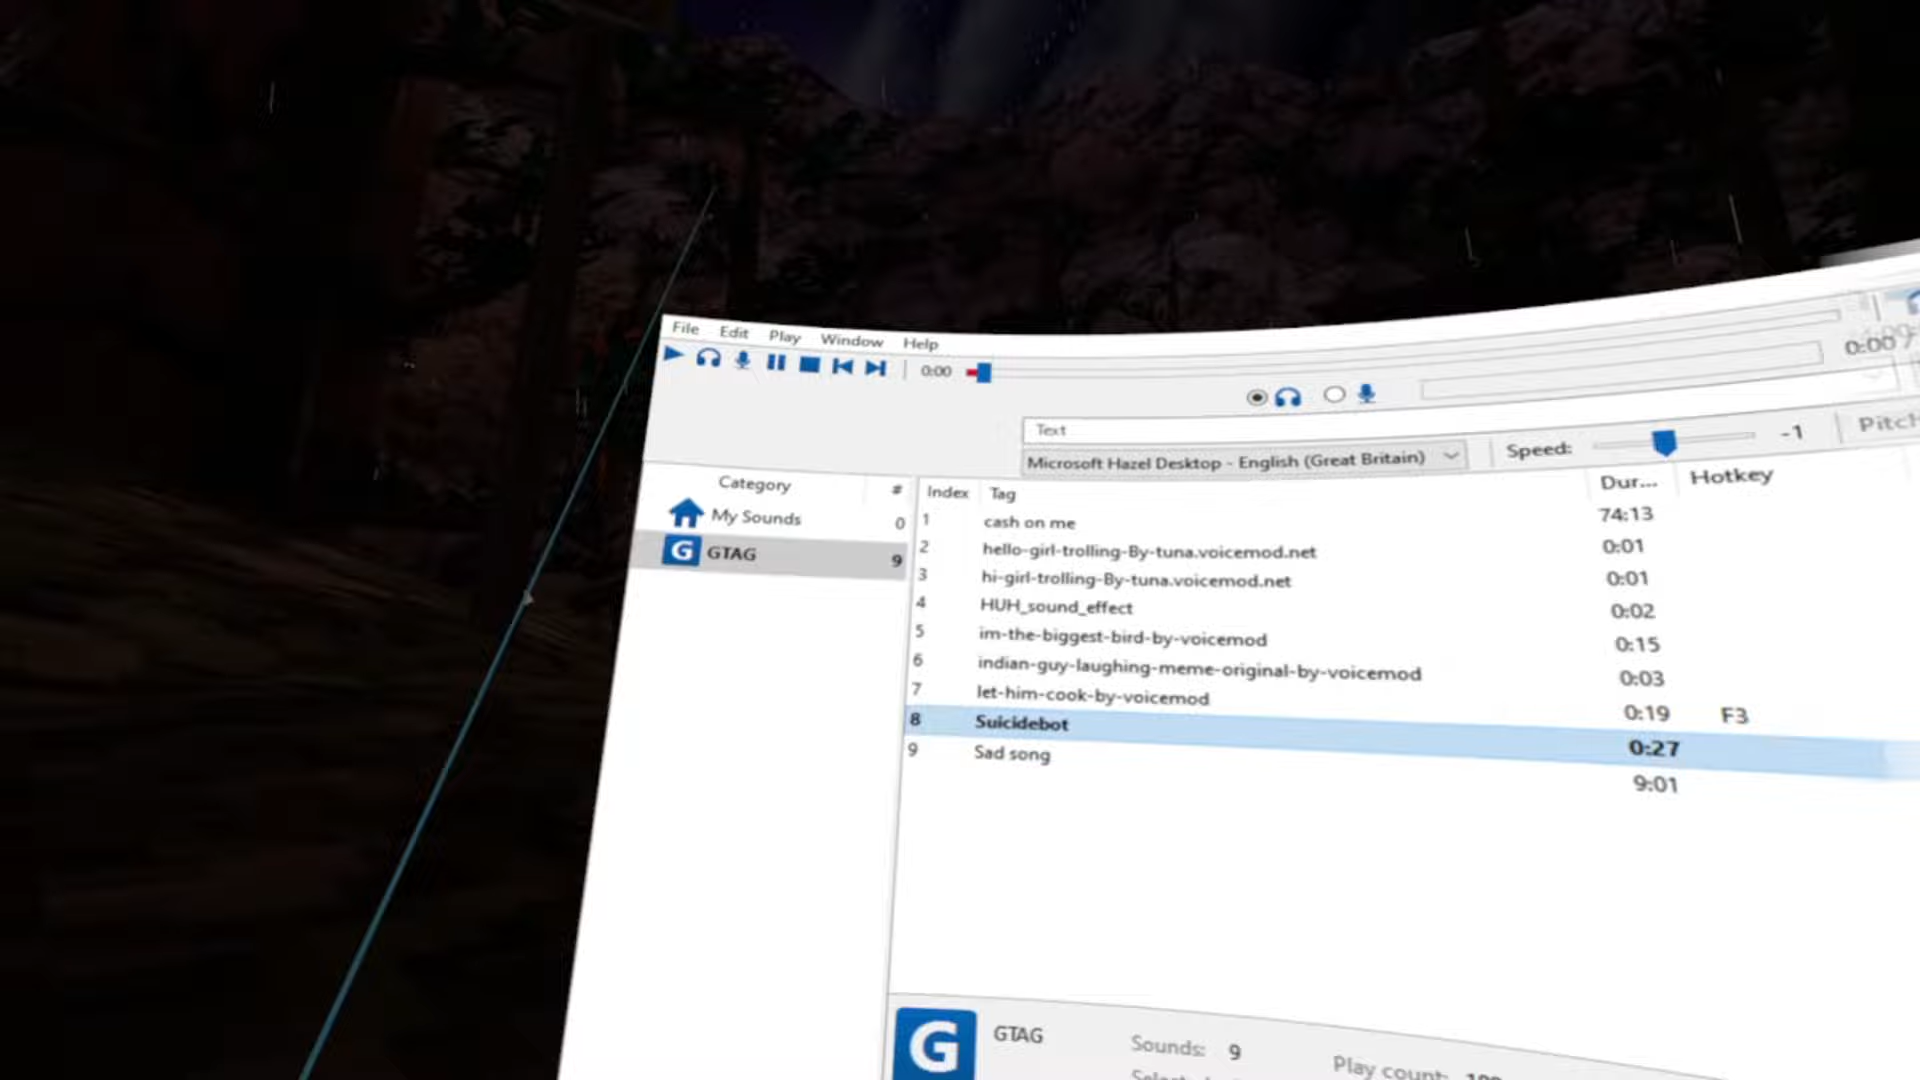 File Edit Play Window Help
0:00
0:00 /
Text
Microsoft Hazel Desktop - English (Great Britain) Speed: -1 Pitch
Category #
My Sounds 0
G GTAG 9
Index Tag Dur... Hotkey
1 cash on me 74:13
2 hello-girl-trolling-By-tuna.voicemod.net 0:01
3 hi-girl-trolling-By-tuna.voicemod.net 0:01
4 HUH_sound_effect 0:02
5 im-the-biggest-bird-by-voicemod 0:15
6 indian-guy-laughing-meme-original-by-voicemod 0:03
7 let-him-cook-by-voicemod 0:19 F3
8 Suicidebot 0:27
9 Sad song 9:01
G GTAG Sounds: 9 Play count: